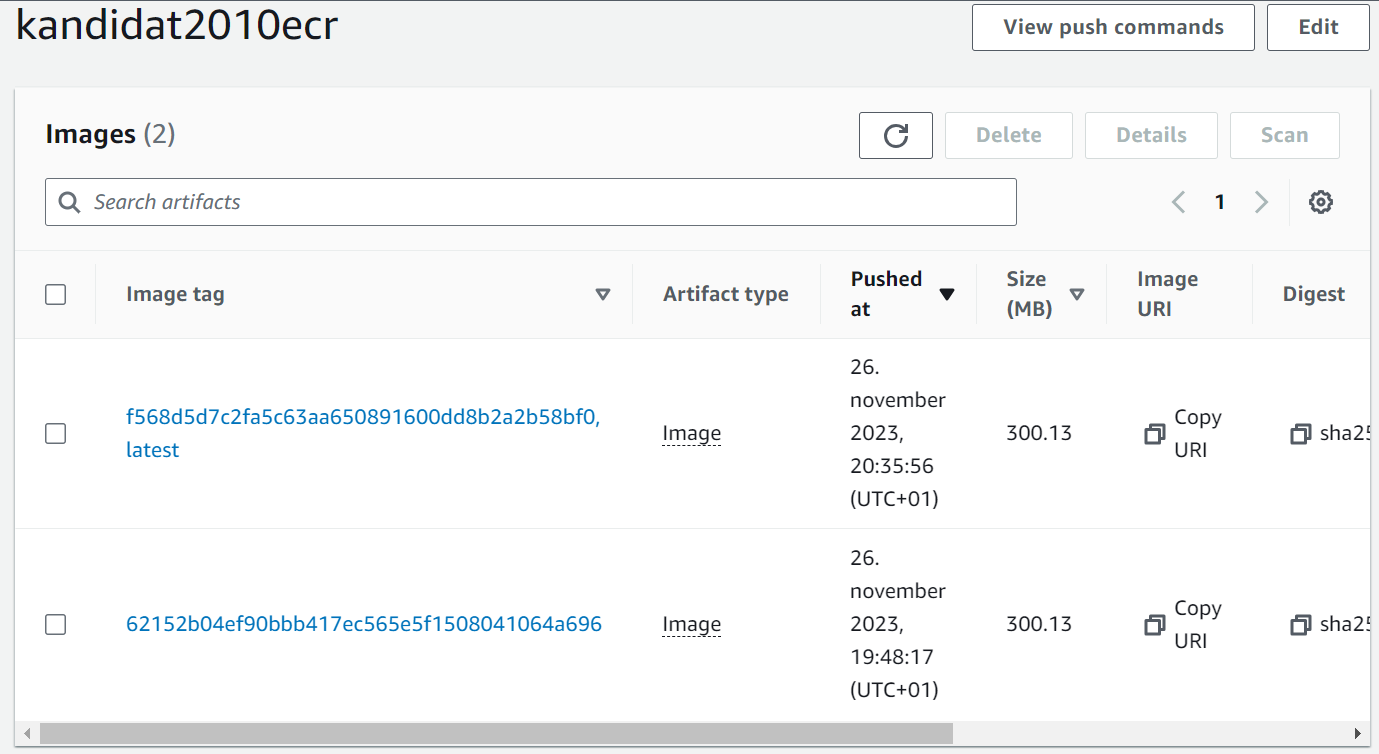 kandidat2010ecr
View push commands
Edit
Images (2)
Delete
Details
Scan
Search artifacts
1
Image tag
Artifact type
Pushed
at
Size
(MB)
Image
URI
Digest
f568d5d7c2fa5c63aa650891600dd8b2a2b58bf0,
latest
Image
26.
november
2023,
20:35:56
(UTC+01)
300.13
Copy
URI
sha25
62152b04ef90bbb417ec565e5f1508041064a696
Image
26.
november
2023,
19:48:17
(UTC+01)
300.13
Copy
URI
sha25